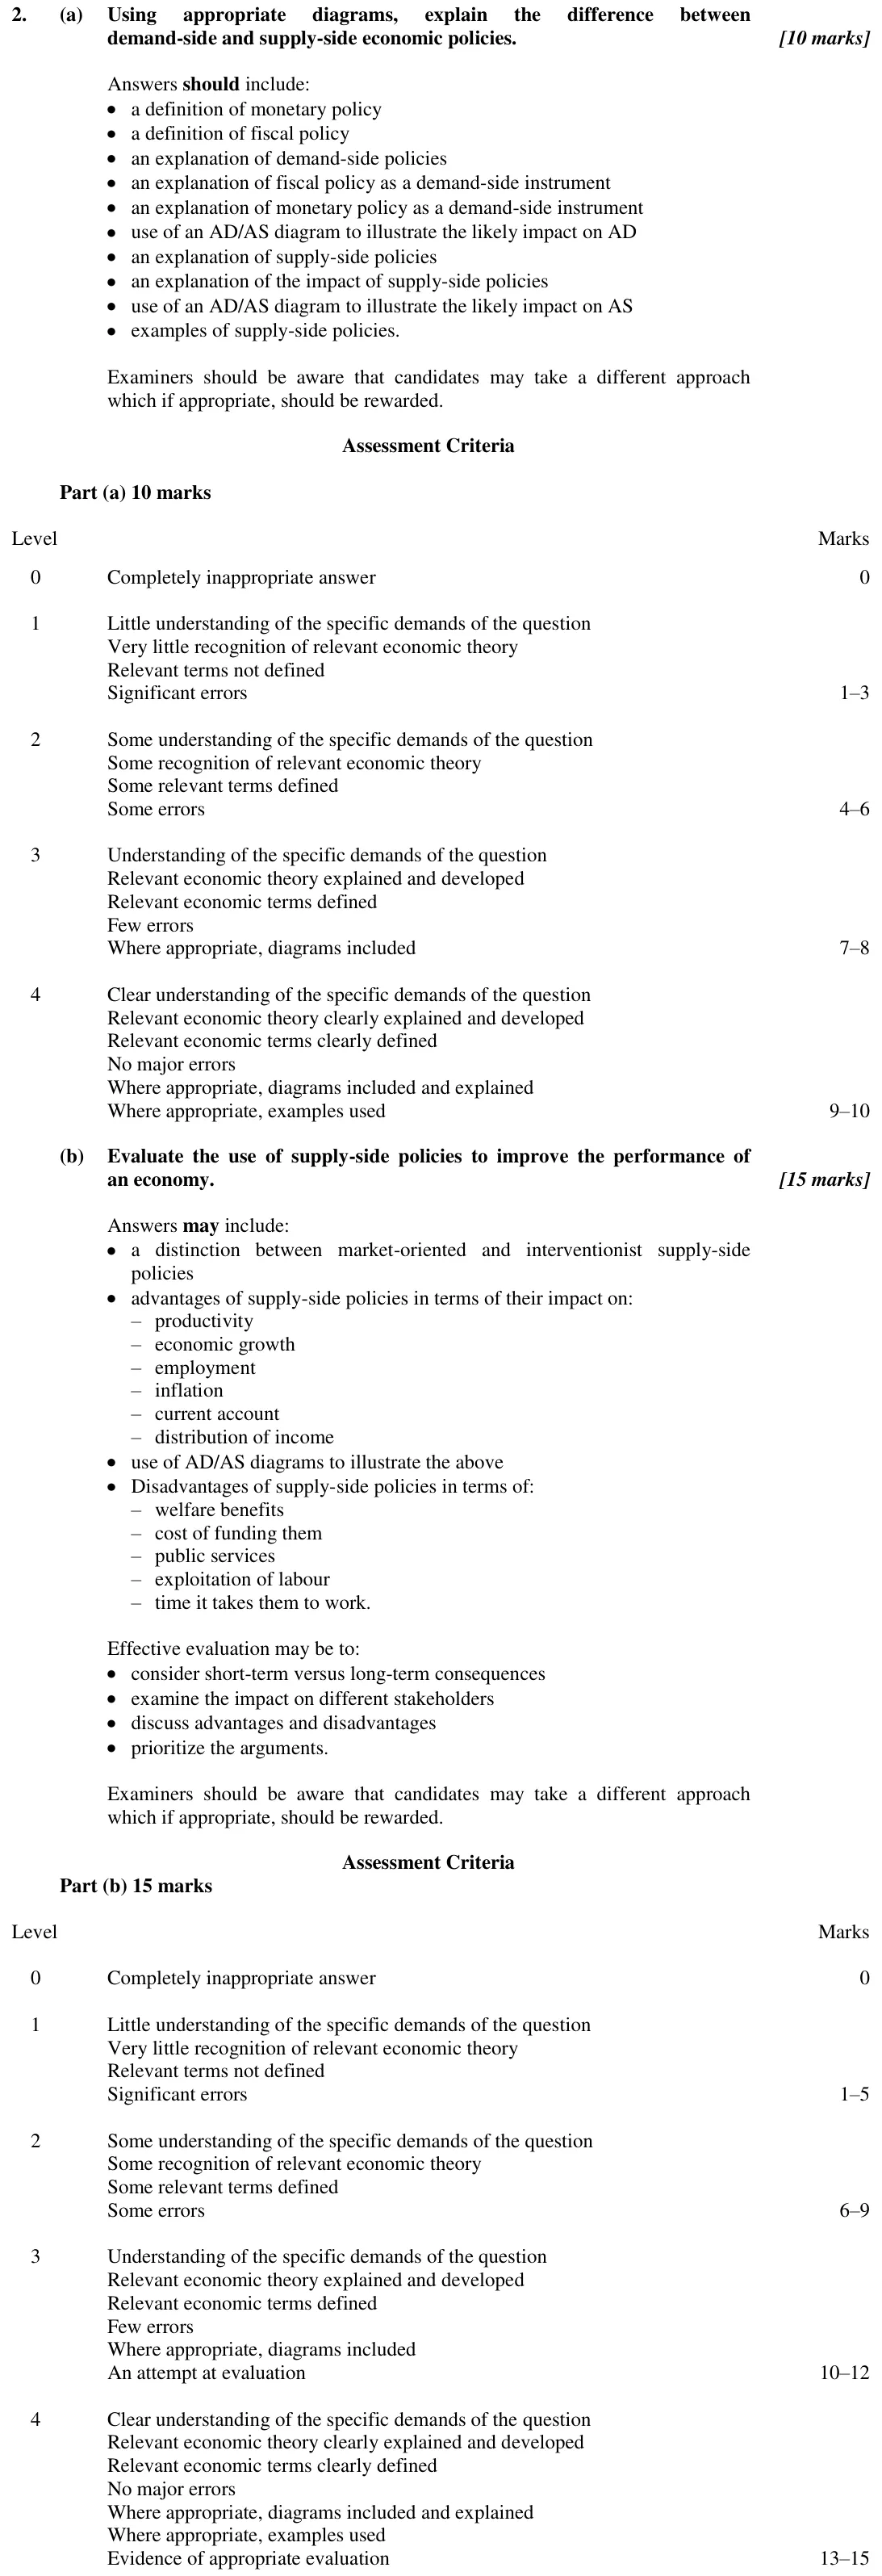 2. (a) Using appropriate diagrams, explain the difference between
demand-side and supply-side economic policies. [10 marks]
Answers should include:
• a definition of monetary policy
• a definition of fiscal policy
• an explanation of demand-side policies
• an explanation of fiscal policy as a demand-side instrument
• an explanation of monetary policy as a demand-side instrument
• use of an AD/AS diagram to illustrate the likely impact on AD
• an explanation of supply-side policies
• an explanation of the impact of supply-side policies
• use of an AD/AS diagram to illustrate the likely impact on AS
• examples of supply-side policies.
Examiners should be aware that candidates may take a different approach
which if appropriate, should be rewarded.
Assessment Criteria
Part (a) 10 marks
Level Marks
0 Completely inappropriate answer 0
1 Little understanding of the specific demands of the question
Very little recognition of relevant economic theory
Relevant terms not defined
Significant errors 1–3
2 Some understanding of the specific demands of the question
Some recognition of relevant economic theory
Some relevant terms defined
Some errors 4–6
3 Understanding of the specific demands of the question
Relevant economic theory explained and developed
Relevant economic terms defined
Few errors
Where appropriate, diagrams included 7–8
4 Clear understanding of the specific demands of the question
Relevant economic theory clearly explained and developed
Relevant economic terms clearly defined
No major errors
Where appropriate, diagrams included and explained
Where appropriate, examples used 9–10
(b) Evaluate the use of supply-side policies to improve the performance of
an economy. [15 marks]
Answers may include:
• a distinction between market-oriented and interventionist supply-side
policies
• advantages of supply-side policies in terms of their impact on:
– productivity
– economic growth
– employment
– inflation
– current account
– distribution of income
• use of AD/AS diagrams to illustrate the above
• Disadvantages of supply-side policies in terms of:
– welfare benefits
– cost of funding them
– public services
– exploitation of labour
– time it takes them to work.
Effective evaluation may be to:
• consider short-term versus long-term consequences
• examine the impact on different stakeholders
• discuss advantages and disadvantages
• prioritize the arguments.
Examiners should be aware that candidates may take a different approach
which if appropriate, should be rewarded.
Assessment Criteria
Part (b) 15 marks
Level Marks
0 Completely inappropriate answer 0
1 Little understanding of the specific demands of the question
Very little recognition of relevant economic theory
Relevant terms not defined
Significant errors 1–5
2 Some understanding of the specific demands of the question
Some recognition of relevant economic theory
Some relevant terms defined
Some errors 6–9
3 Understanding of the specific demands of the question
Relevant economic theory explained and developed
Relevant economic terms defined
Few errors
Where appropriate, diagrams included
An attempt at evaluation 10–12
4 Clear understanding of the specific demands of the question
Relevant economic theory clearly explained and developed
Relevant economic terms clearly defined
No major errors
Where appropriate, diagrams included and explained
Where appropriate, examples used
Evidence of appropriate evaluation 13–15